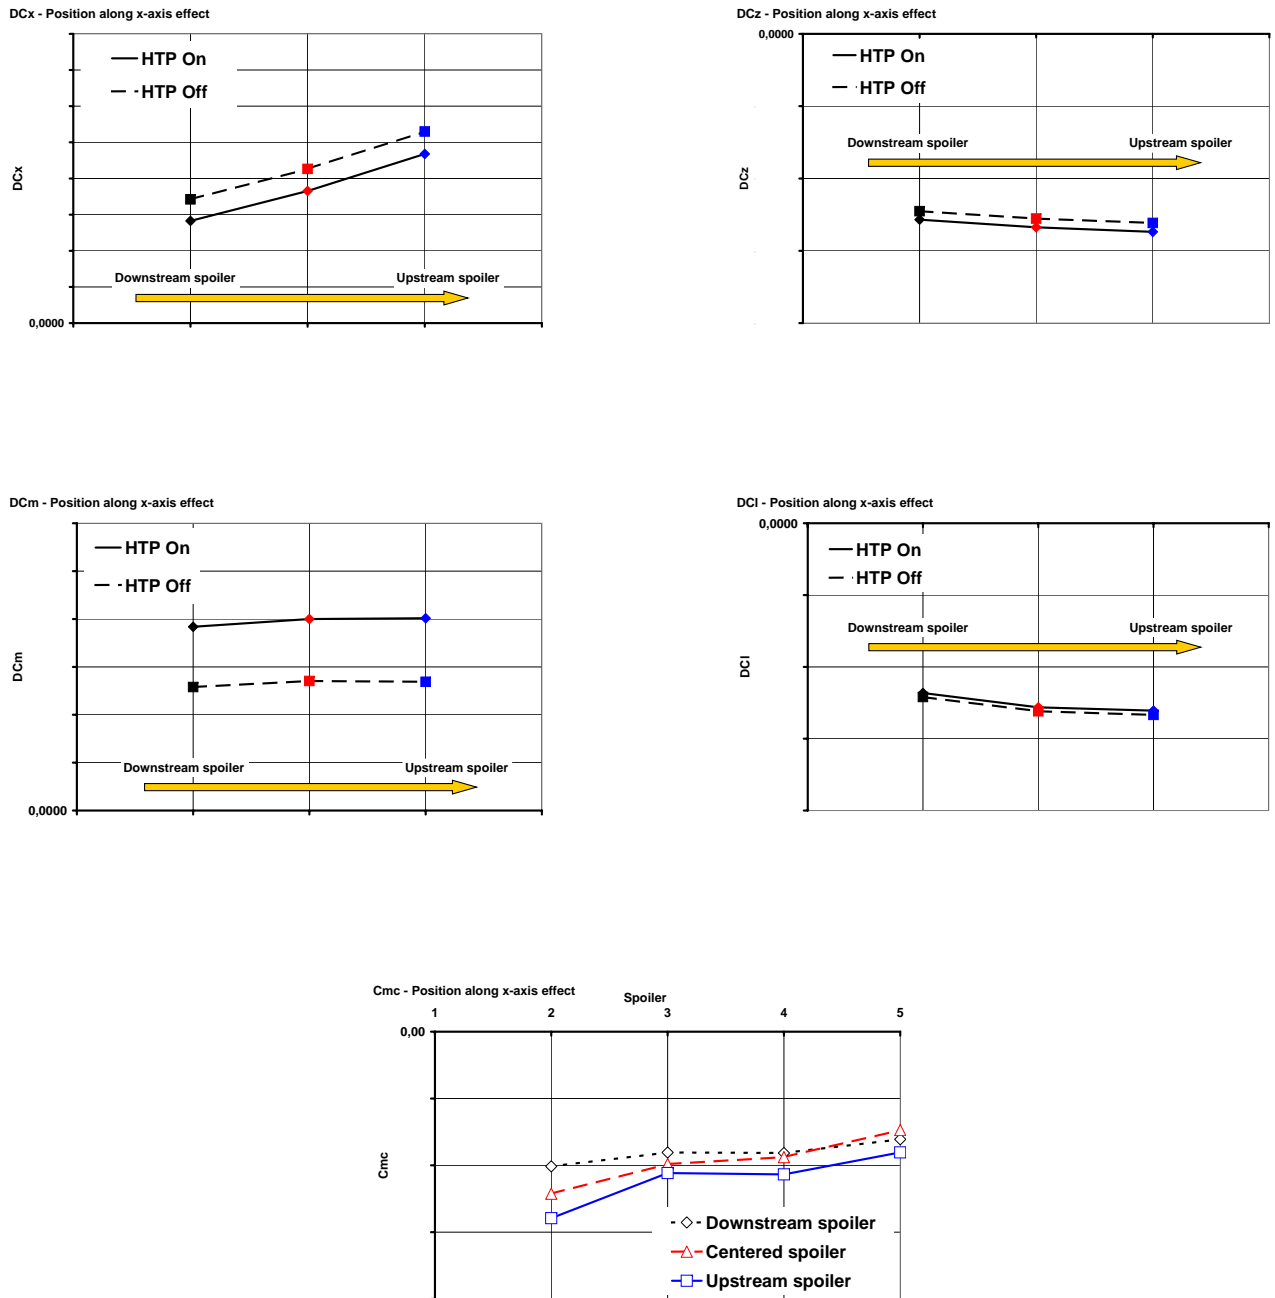 DCx - Position along x-axis effect
HTP On
HTP Off
DCx
Downstream spoiler
Upstream spoiler
0,0000
DCz - Position along x-axis effect
0,0000
HTP On
HTP Off
Downstream spoiler
Upstream spoiler
DCz
DCm - Position along x-axis effect
HTP On
HTP Off
DCm
Downstream spoiler
Upstream spoiler
0,0000
DCl - Position along x-axis effect
0,0000
HTP On
HTP Off
Downstream spoiler
Upstream spoiler
DCl
Cmc - Position along x-axis effect
Spoiler
1 2 3 4 5
0,00
Cmc
Downstream spoiler
Centered spoiler
Upstream spoiler